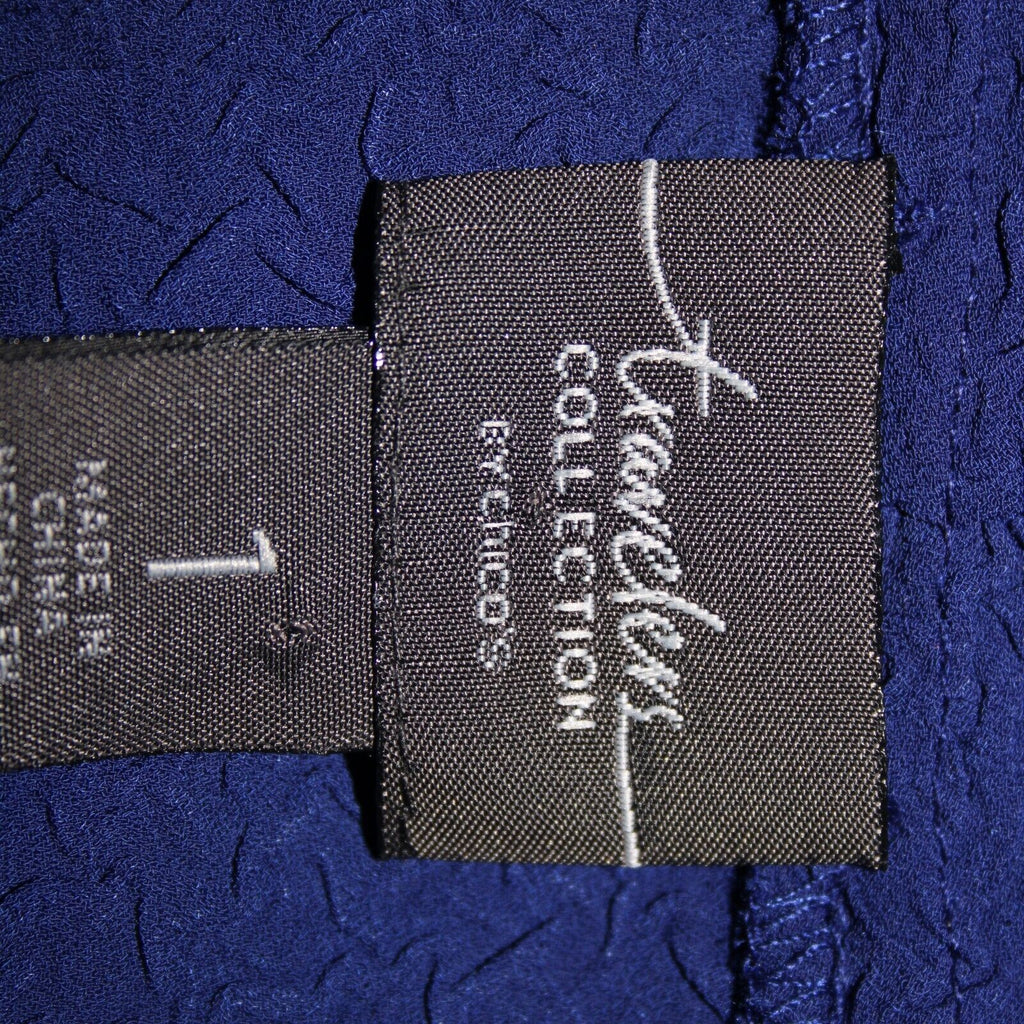 travelers
COLLECTION
BY CHICO'S
1
MADE IN
CHINA